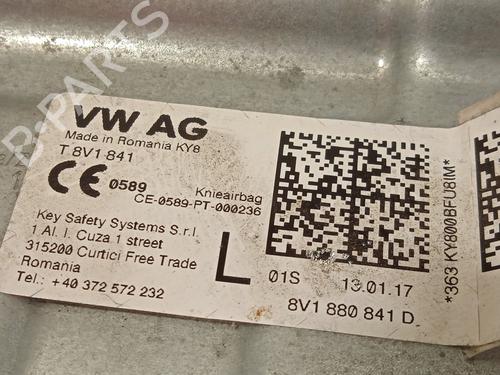 VW AG
Made in Romania KY8
T 8V1 841
CE 0589
Knieairbag
CE-0589-PT-000236
Key Safety Systems S.r.l.
1 Al. I. Cuza 1 street
315200 Curtici Free Trade
Romania
Tel.: +40 372 572 232
L
01S 13.01.17
8V1 880 841 D
*363 KY800BFU8IM*
B-PARTS